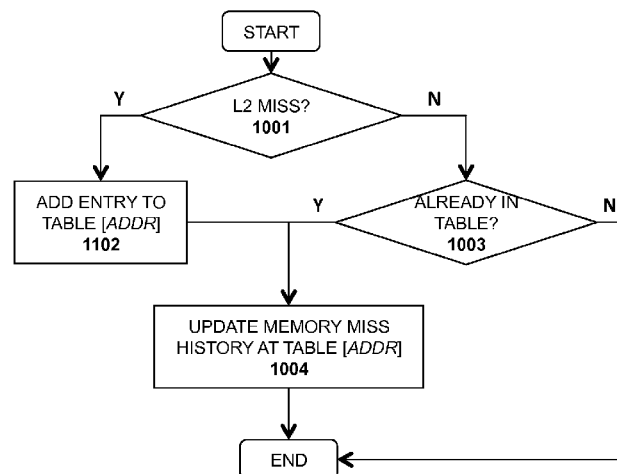 START
Y
L2 MISS?
N
1001
ADD ENTRY TO
TABLE [ADDR]
1102
Y
ALREADY IN
TABLE?
1003
N
UPDATE MEMORY MISS
HISTORY AT TABLE [ADDR]
1004
END